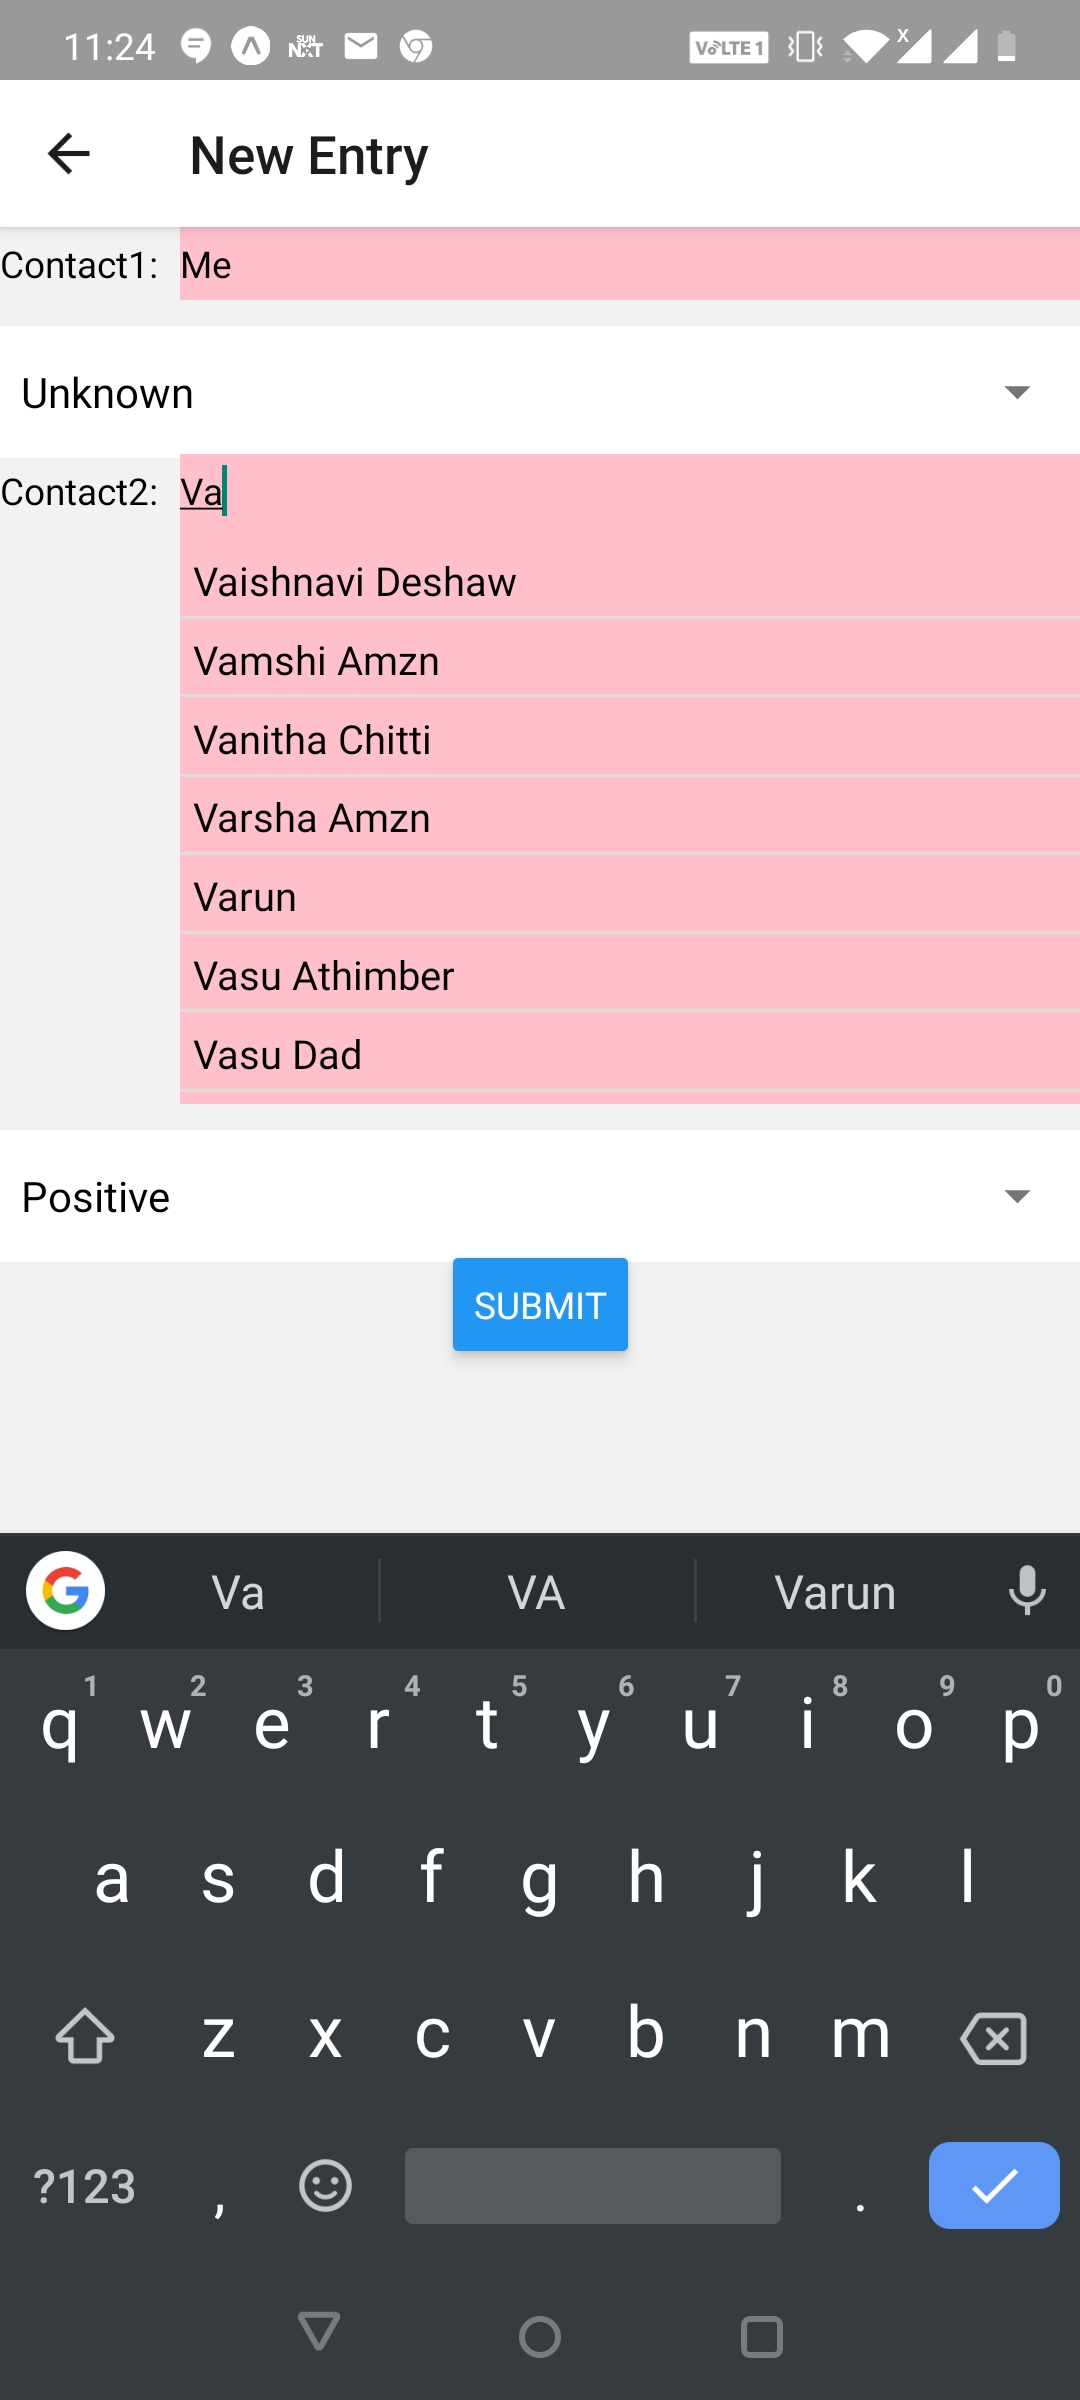 11:24 SUN NXT VoLTE 1 x
New Entry
Contact1: Me
Unknown
Contact2: Va
Vaishnavi Deshaw
Vamshi Amzn
Vanitha Chitti
Varsha Amzn
Varun
Vasu Athimber
Vasu Dad
Positive
SUBMIT
G Va VA Varun
1 2 3 4 5 6 7 8 9 0
q w e r t y u i o p
a s d f g h j k l
z x c v b n m
?123 , .